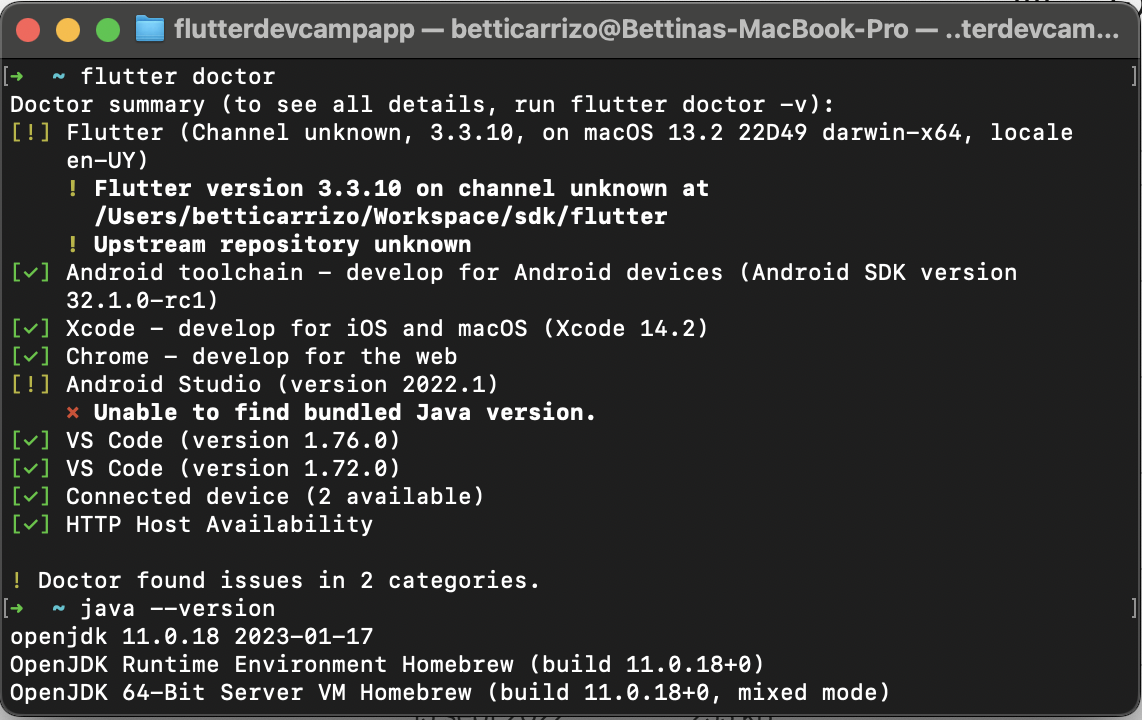 flutterdevcampapp — betticarrizo@Bettinas-MacBook-Pro — ..terdevcam...
[➜  ~ flutter doctor ]
Doctor summary (to see all details, run flutter doctor -v):
[!] Flutter (Channel unknown, 3.3.10, on macOS 13.2 22D49 darwin-x64, locale
en-UY)
! Flutter version 3.3.10 on channel unknown at
/Users/betticarrizo/Workspace/sdk/flutter
! Upstream repository unknown
[✓] Android toolchain - develop for Android devices (Android SDK version
32.1.0-rc1)
[✓] Xcode - develop for iOS and macOS (Xcode 14.2)
[✓] Chrome - develop for the web
[!] Android Studio (version 2022.1)
✗ Unable to find bundled Java version.
[✓] VS Code (version 1.76.0)
[✓] VS Code (version 1.72.0)
[✓] Connected device (2 available)
[✓] HTTP Host Availability
! Doctor found issues in 2 categories.
[➜  ~ java --version ]
openjdk 11.0.18 2023-01-17
OpenJDK Runtime Environment Homebrew (build 11.0.18+0)
OpenJDK 64-Bit Server VM Homebrew (build 11.0.18+0, mixed mode)